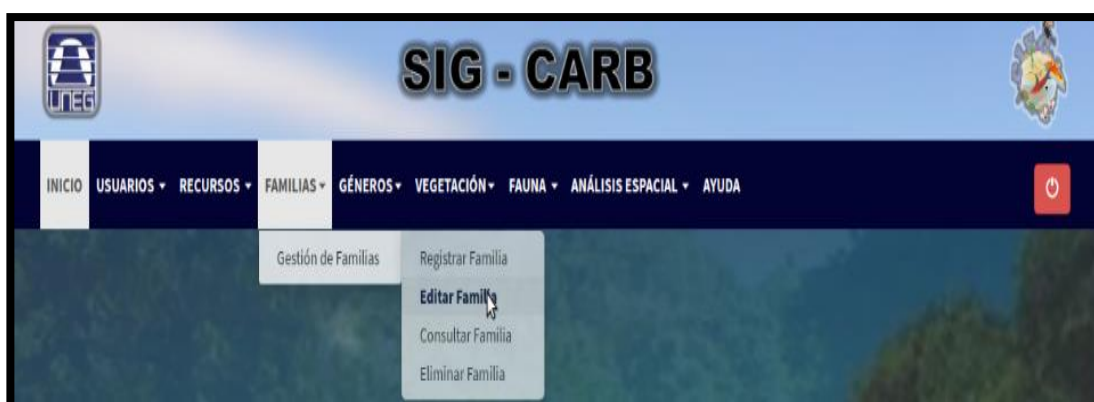 UNEG
SIG - CARB
INICIO USUARIOS RECURSOS FAMILIAS GÉNEROS VEGETACIÓN FAUNA ANÁLISIS ESPACIAL AYUDA
Gestión de Familias
Registrar Familia
Editar Familia
Consultar Familia
Eliminar Familia